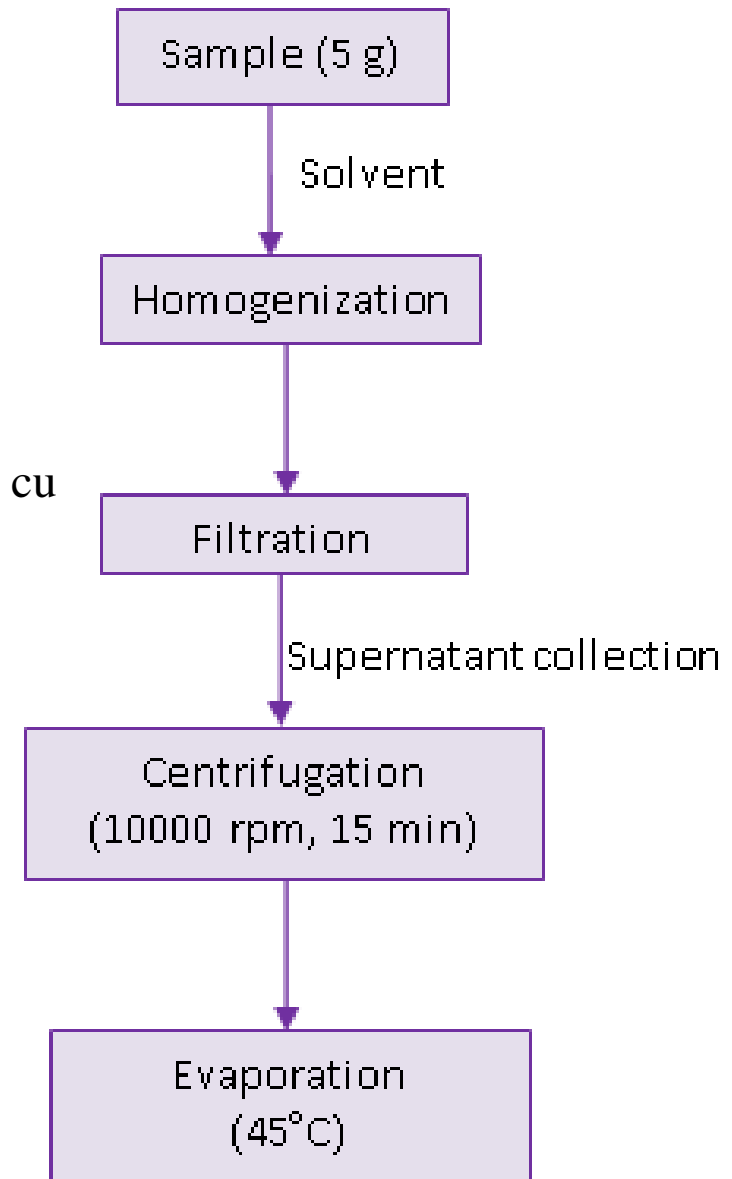 Sample (5 g)
Solvent
Homogenization
cu
Filtration
Supernatant collection
Centrifugation
(10000 rpm, 15 min)
Evaporation
(45°C)